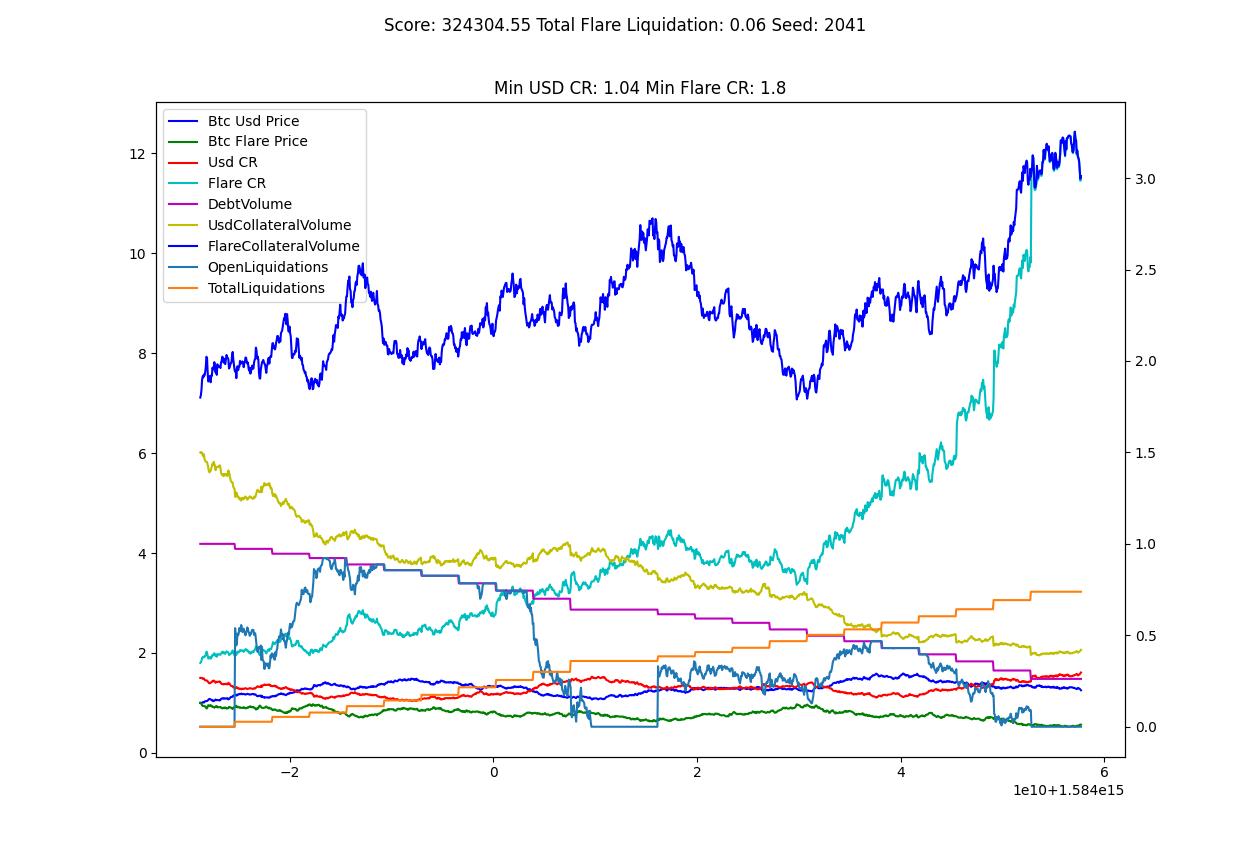 Score: 324304.55 Total Flare Liquidation: 0.06 Seed: 2041
Min USD CR: 1.04 Min Flare CR: 1.8
Btc Usd Price
Btc Flare Price
Usd CR
Flare CR
DebtVolume
UsdCollateralVolume
FlareCollateralVolume
OpenLiquidations
TotalLiquidations
12
10
8
6
4
2
0
3.0
2.5
2.0
1.5
1.0
0.5
0.0
−2 0 2 4 6
1e10+1.584e15